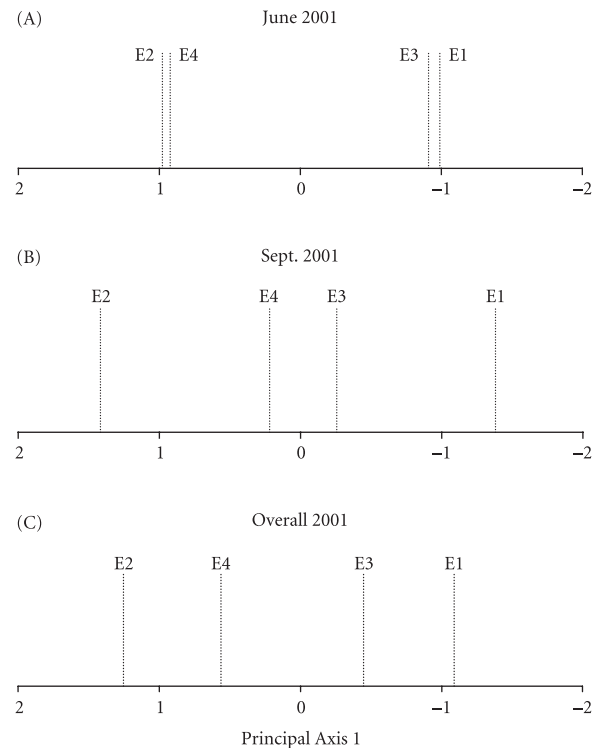 (A) June 2001
E2 E4 E3 E1
2 1 0 −1 −2
(B) Sept. 2001
E2 E4 E3 E1
2 1 0 −1 −2
(C) Overall 2001
E2 E4 E3 E1
2 1 0 −1 −2
Principal Axis 1